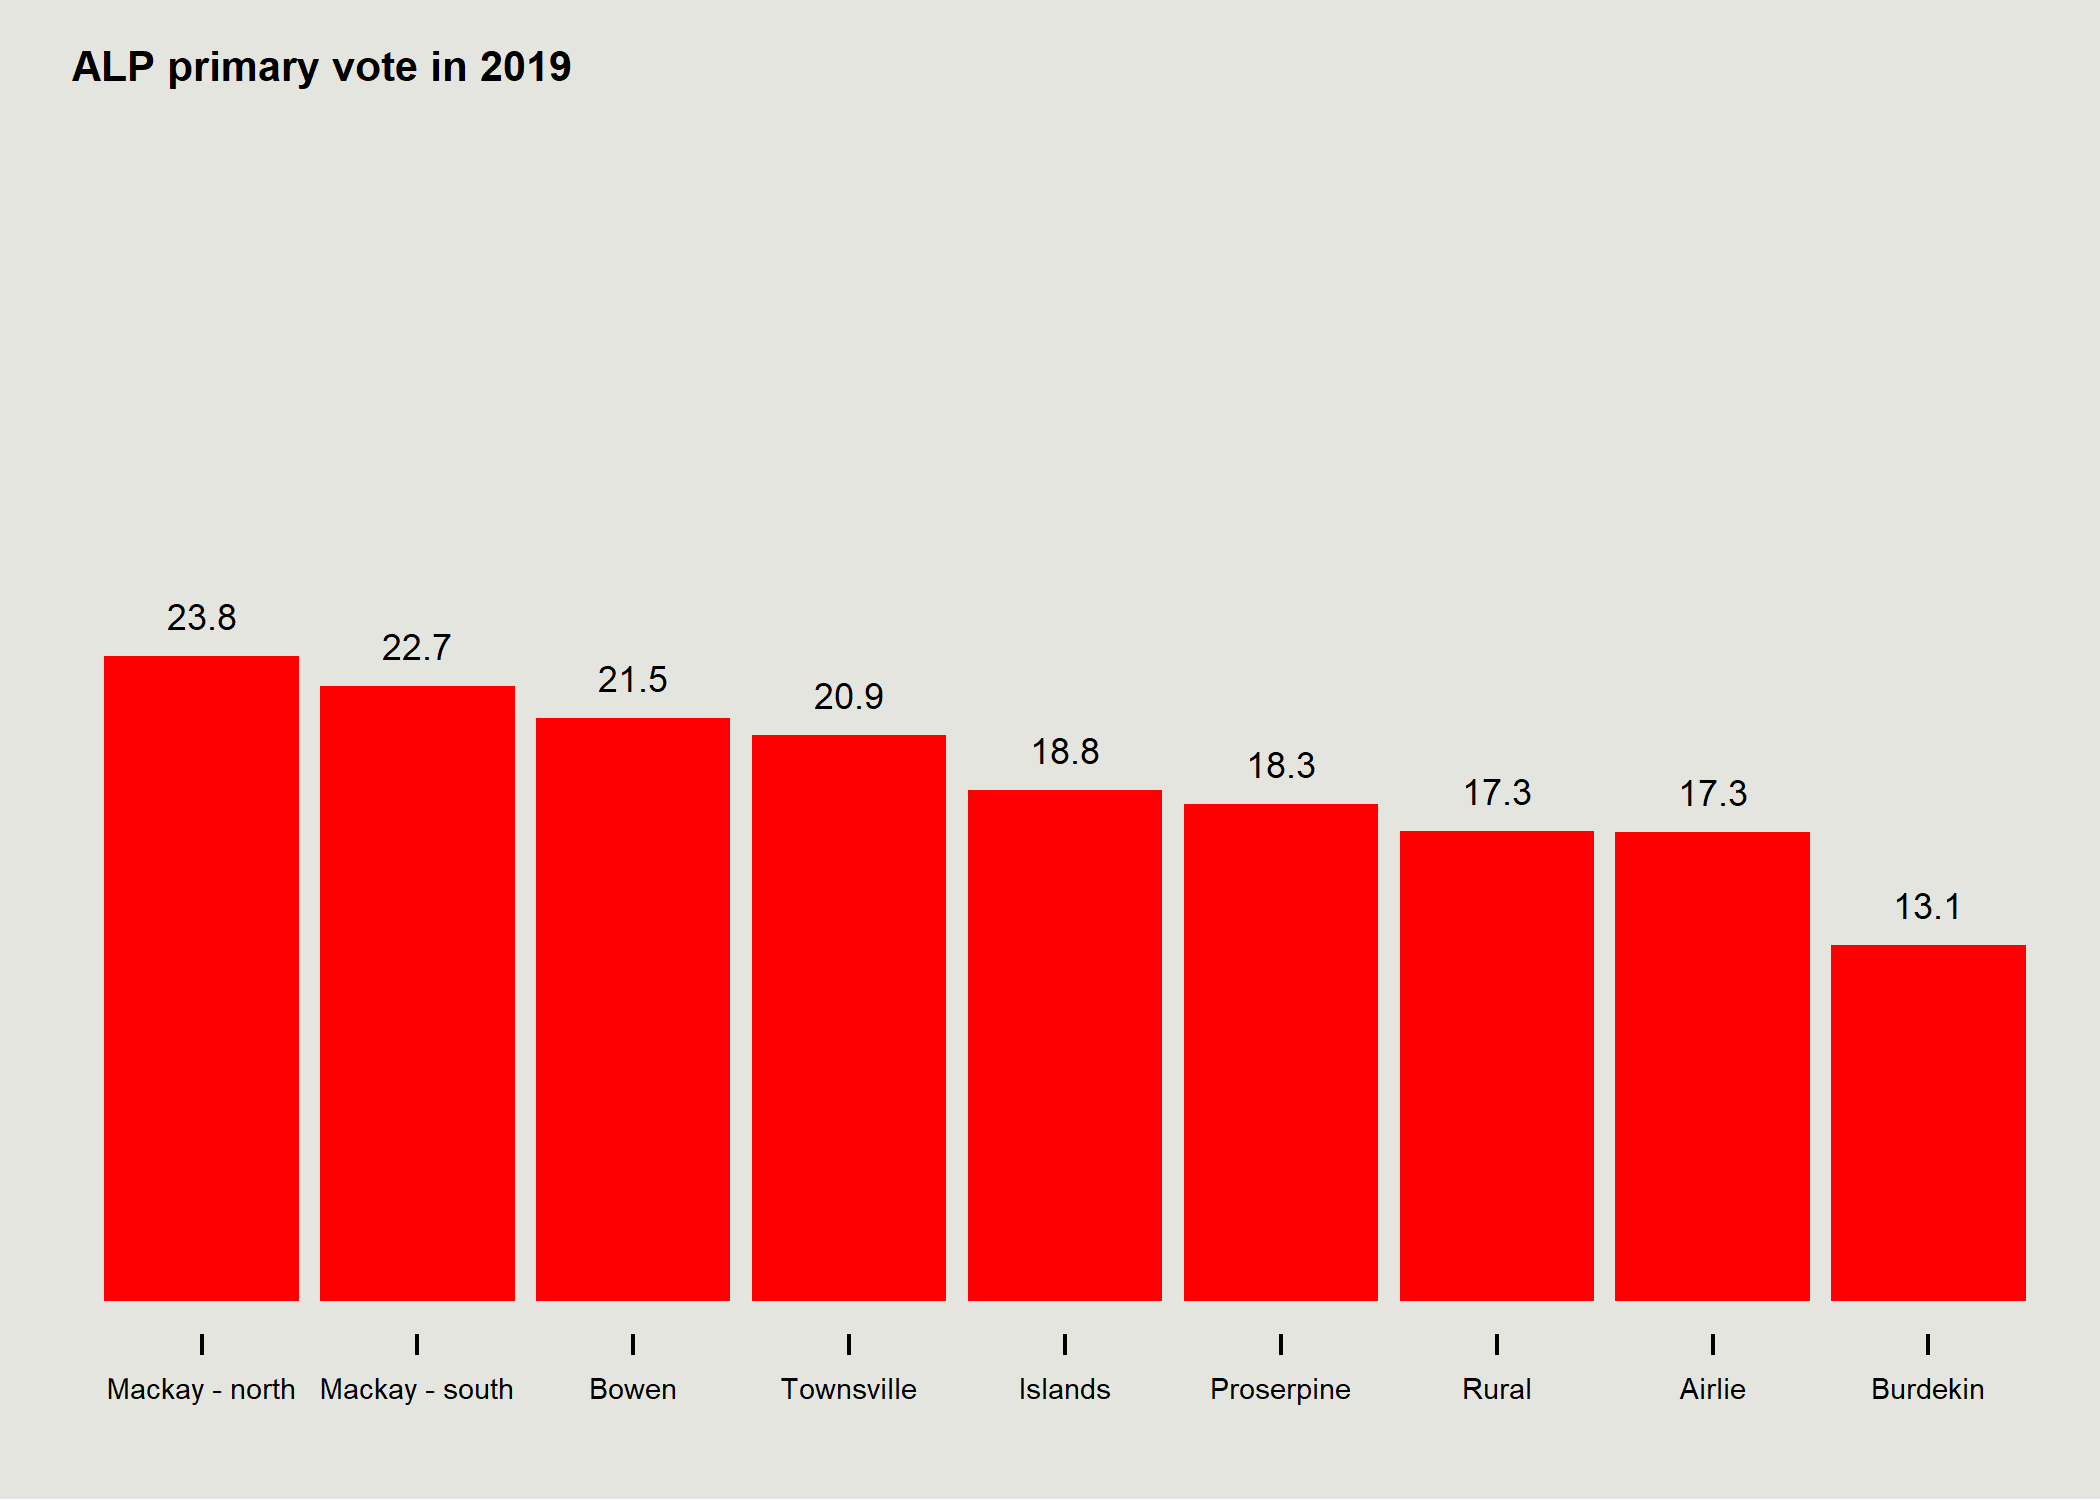 ALP primary vote in 2019
23.8
22.7
21.5
20.9
18.8
18.3
17.3
17.3
13.1
Mackay - north
Mackay - south
Bowen
Townsville
Islands
Proserpine
Rural
Airlie
Burdekin